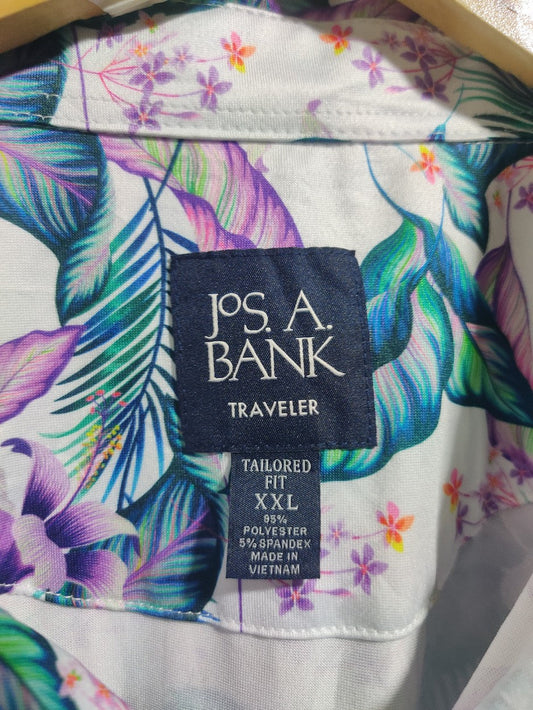 JoS. A.
BANK
TRAVELER
TAILORED
FIT
XXL
95%
POLYESTER
5% SPANDEX
MADE IN
VIETNAM